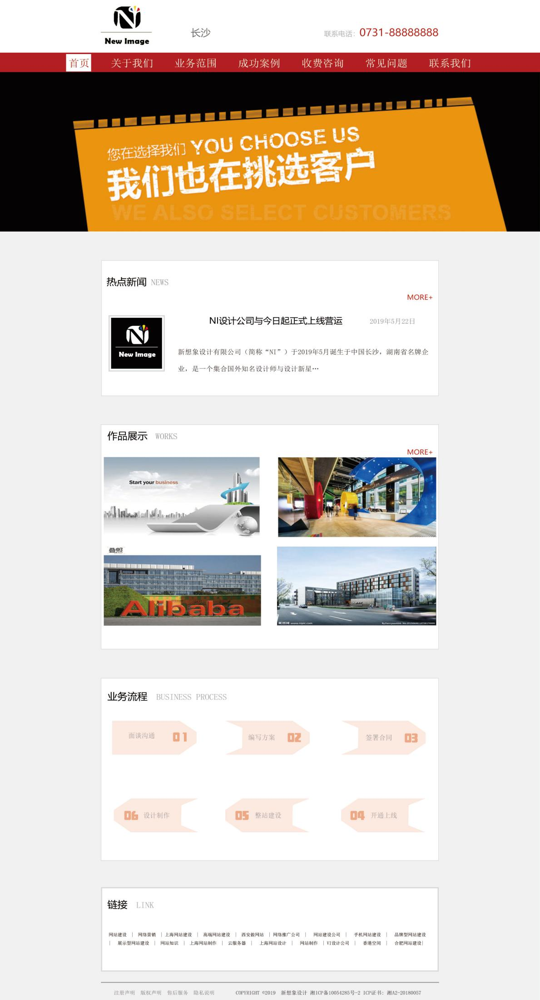 New Image
长沙
联系电话：0731-88888888
首页 关于我们 业务范围 成功案例 收费咨询 常见问题 联系我们
您在选择我们 YOU CHOOSE US
我们也在挑选客户
WE ALSO SELECT CUSTOMERS
热点新闻 NEWS
MORE+
NI设计公司与今日起正式上线营运 2019年5月22日
New Image
新想象设计有限公司（简称“NI”）于2019年5月诞生于中国长沙，湖南省名牌企
业，是一个集合国外知名设计师与设计新星…
作品展示 WORKS
MORE+
Start your business
Alibaba
昵图网 www.nipic.com
业务流程 BUSINESS PROCESS
面谈沟通 01 编写方案 02 签署合同 03
06 设计制作 05 整站建设 04 开通上线
链接 LINK
网站建设 | 网络营销 | 上海网站建设 | 高端网站建设 | 西安做网站 | 网络推广公司 | 网站建设公司 | 手机网站建设 | 品牌型网站建设
| 展示型网站建设 | 网站知识 | 上海网站制作 | 云服务器 | 上海网站设计 | 网站制作 | VI设计公司 | 香港空间 | 合肥网站建设|
注册声明 版权声明 售后服务 隐私说明 COPYRIGHT ©2019 新想象设计 湘ICP备10054285号-2 ICP证书: 湘A2-20180057